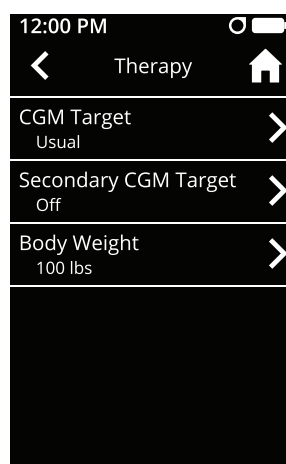 12:00 PM
Therapy
CGM Target
Usual
Secondary CGM Target
Off
Body Weight
100 lbs